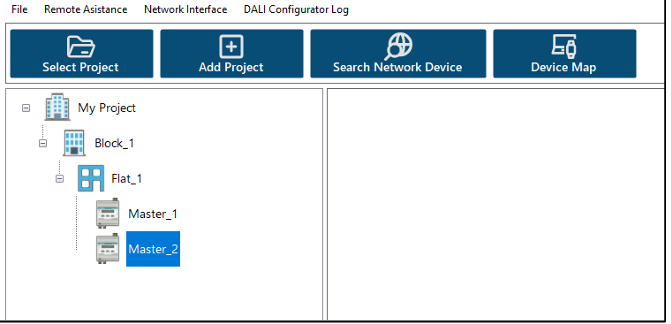 File Remote Asistance Network Interface DALI Configurator Log
Select Project Add Project Search Network Device Device Map
My Project
Block_1
Flat_1
Master_1
Master_2